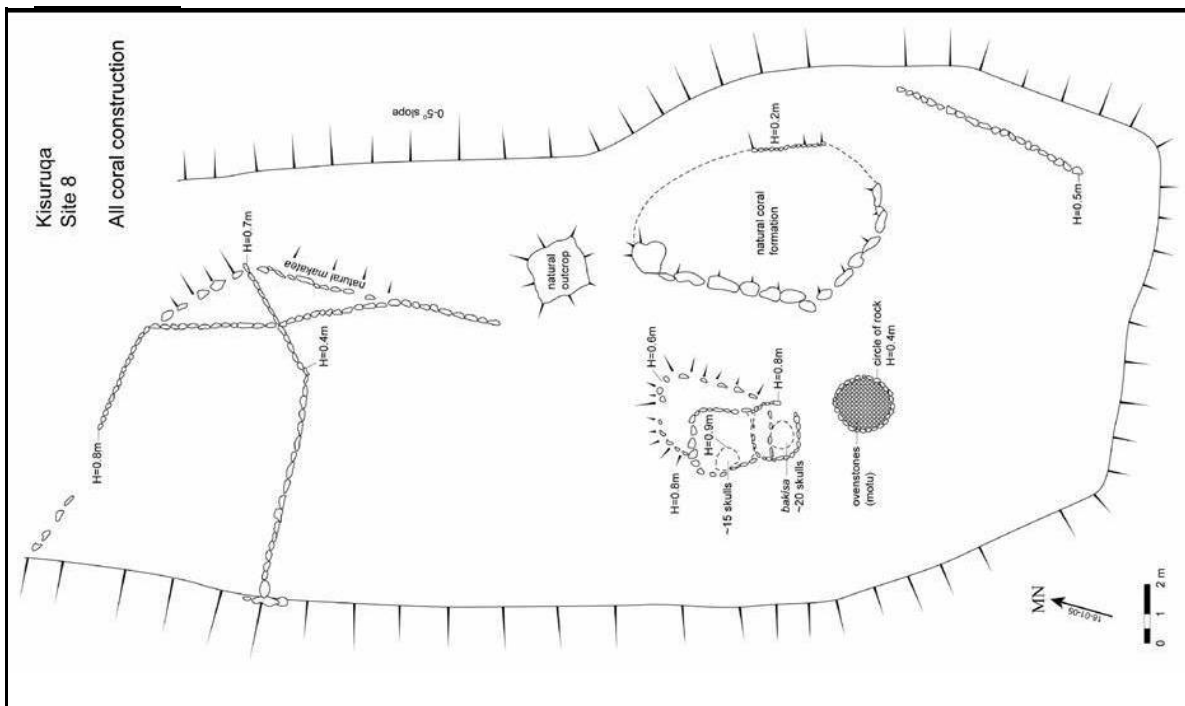 Kisuruqa
Site 8
All coral construction
0-5° slope
H=0.7m
natural makatea
H=0.4m
H=0.8m
natural
outcrop
H=0.2m
natural coral
formation
H=0.5m
H=0.6m
H=0.8m
H=0.9m
H=0.8m
~15 skulls
bakisa
~20 skulls
circle of rock
H=0.4m
ovenstones
(motu)
MN
18-01-05
0 1 2 m